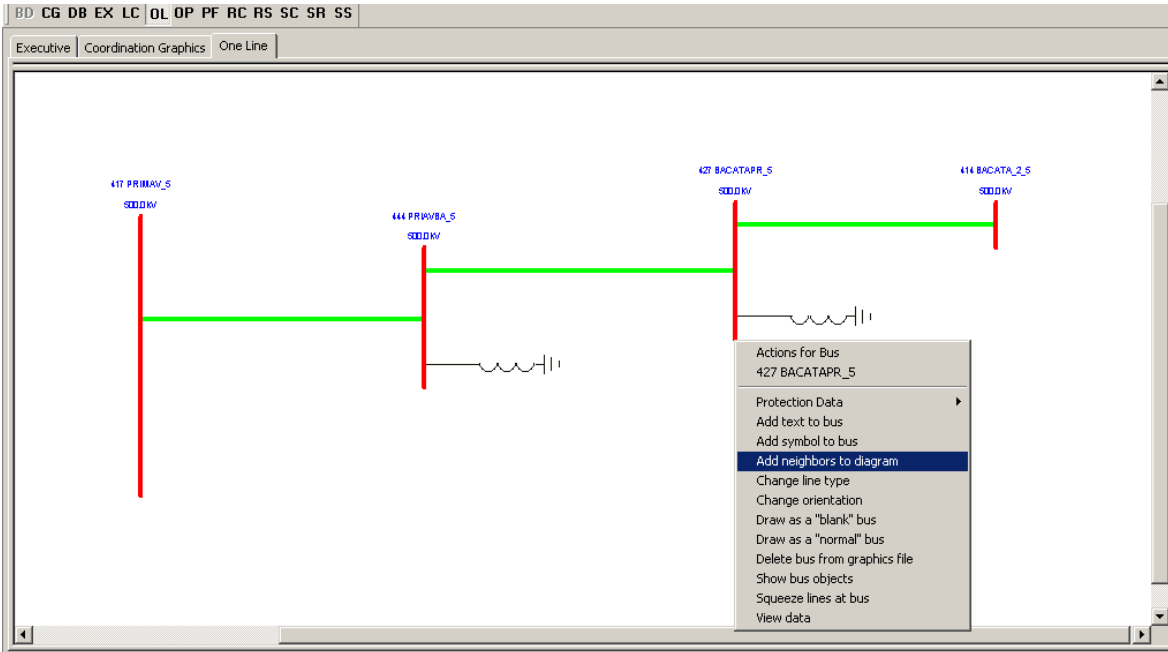 BD CG DB EX LC OL OP PF RC RS SC SR SS
Executive Coordination Graphics One Line
427 BACATAPR_5
500.0 KV
414 BACATA_2_5
500.0 KV
417 PRIMAV_5
500.0 KV
444 PRIAVBA_5
500.0 KV
Actions for Bus
427 BACATAPR_5
Protection Data
Add text to bus
Add symbol to bus
Add neighbors to diagram
Change line type
Change orientation
Draw as a "blank" bus
Draw as a "normal" bus
Delete bus from graphics file
Show bus objects
Squeeze lines at bus
View data